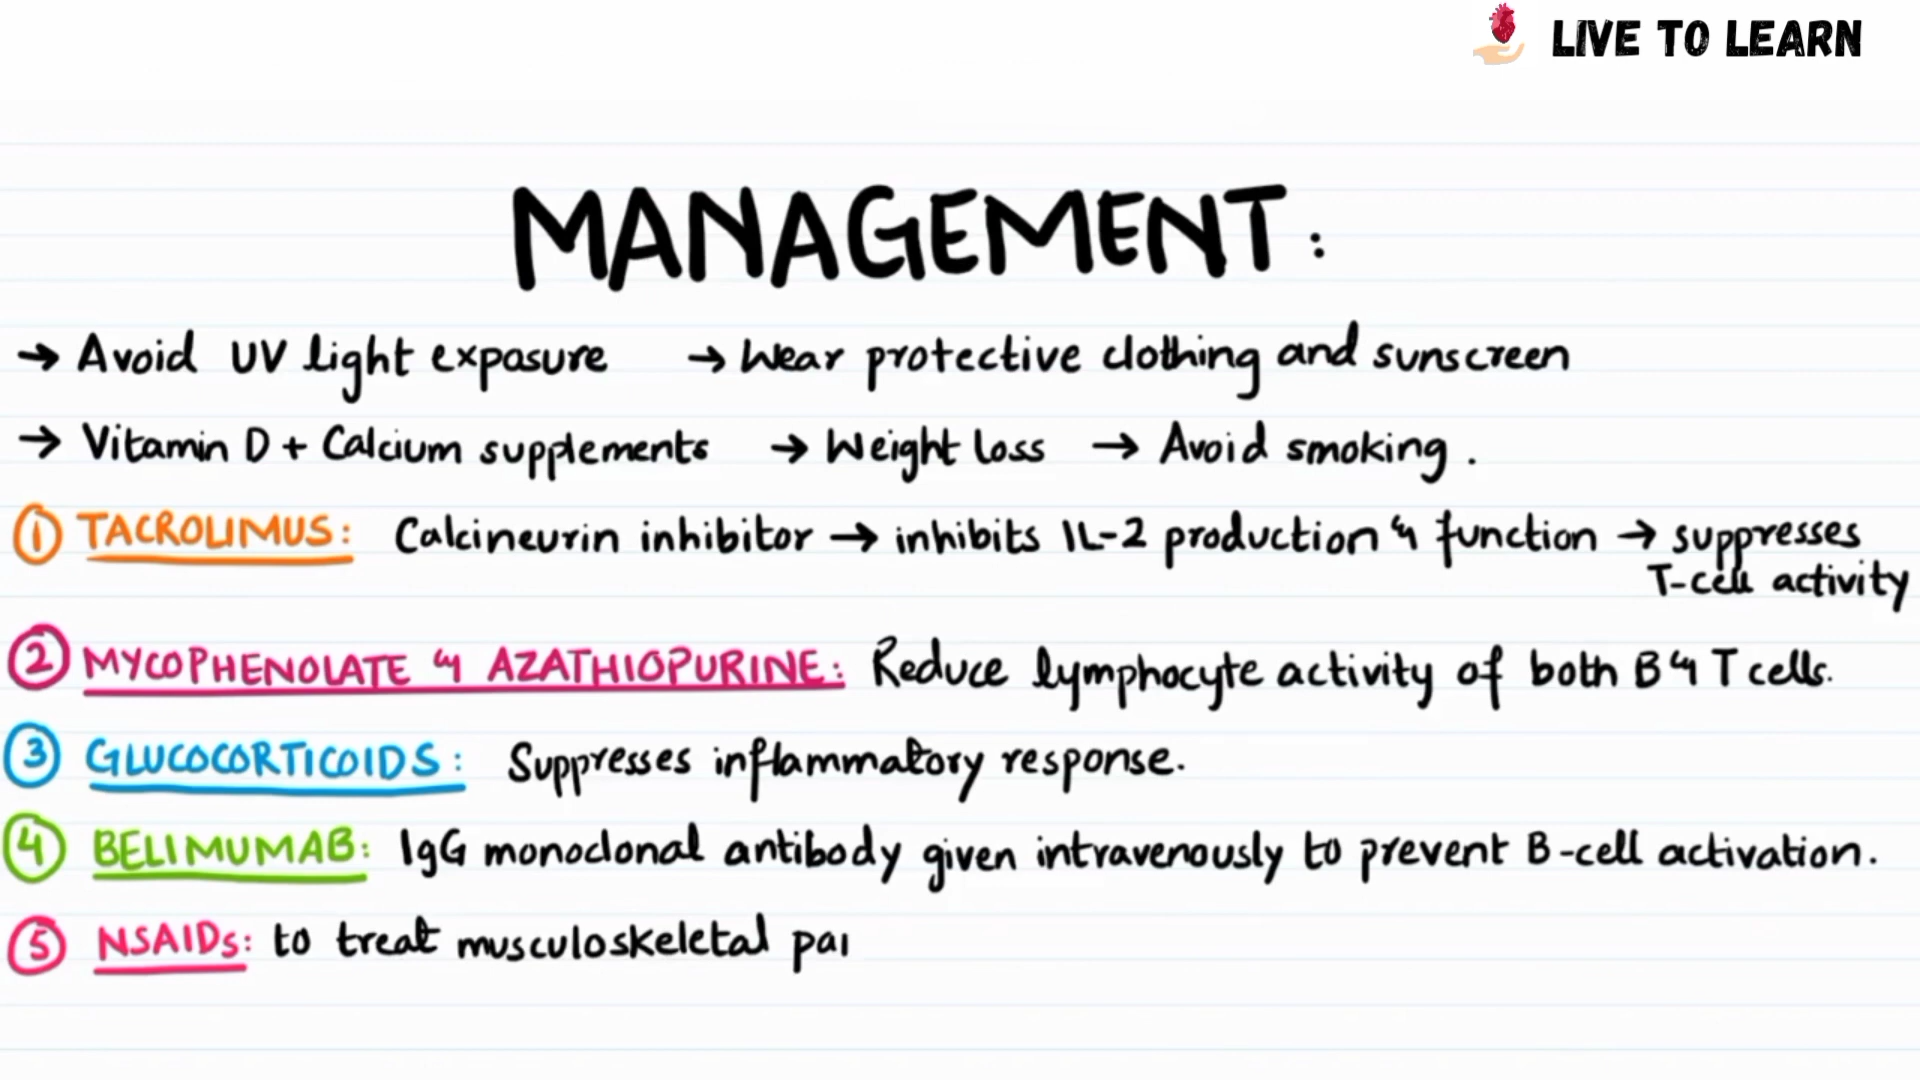 LIVE TO LEARN
MANAGEMENT:
→ Avoid UV light exposure → Wear protective clothing and sunscreen
→ Vitamin D + Calcium supplements → Weight loss → Avoid smoking.
① TACROLIMUS: Calcineurin inhibitor → inhibits IL-2 production & function → suppresses
T-cell activity
② MYCOPHENOLATE & AZATHIOPURINE: Reduce lymphocyte activity of both B & T cells.
③ GLUCOCORTICOIDS: Suppresses inflammatory response.
④ BELIMUMAB: IgG monoclonal antibody given intravenously to prevent B-cell activation.
⑤ NSAIDs: to treat musculoskeletal pai